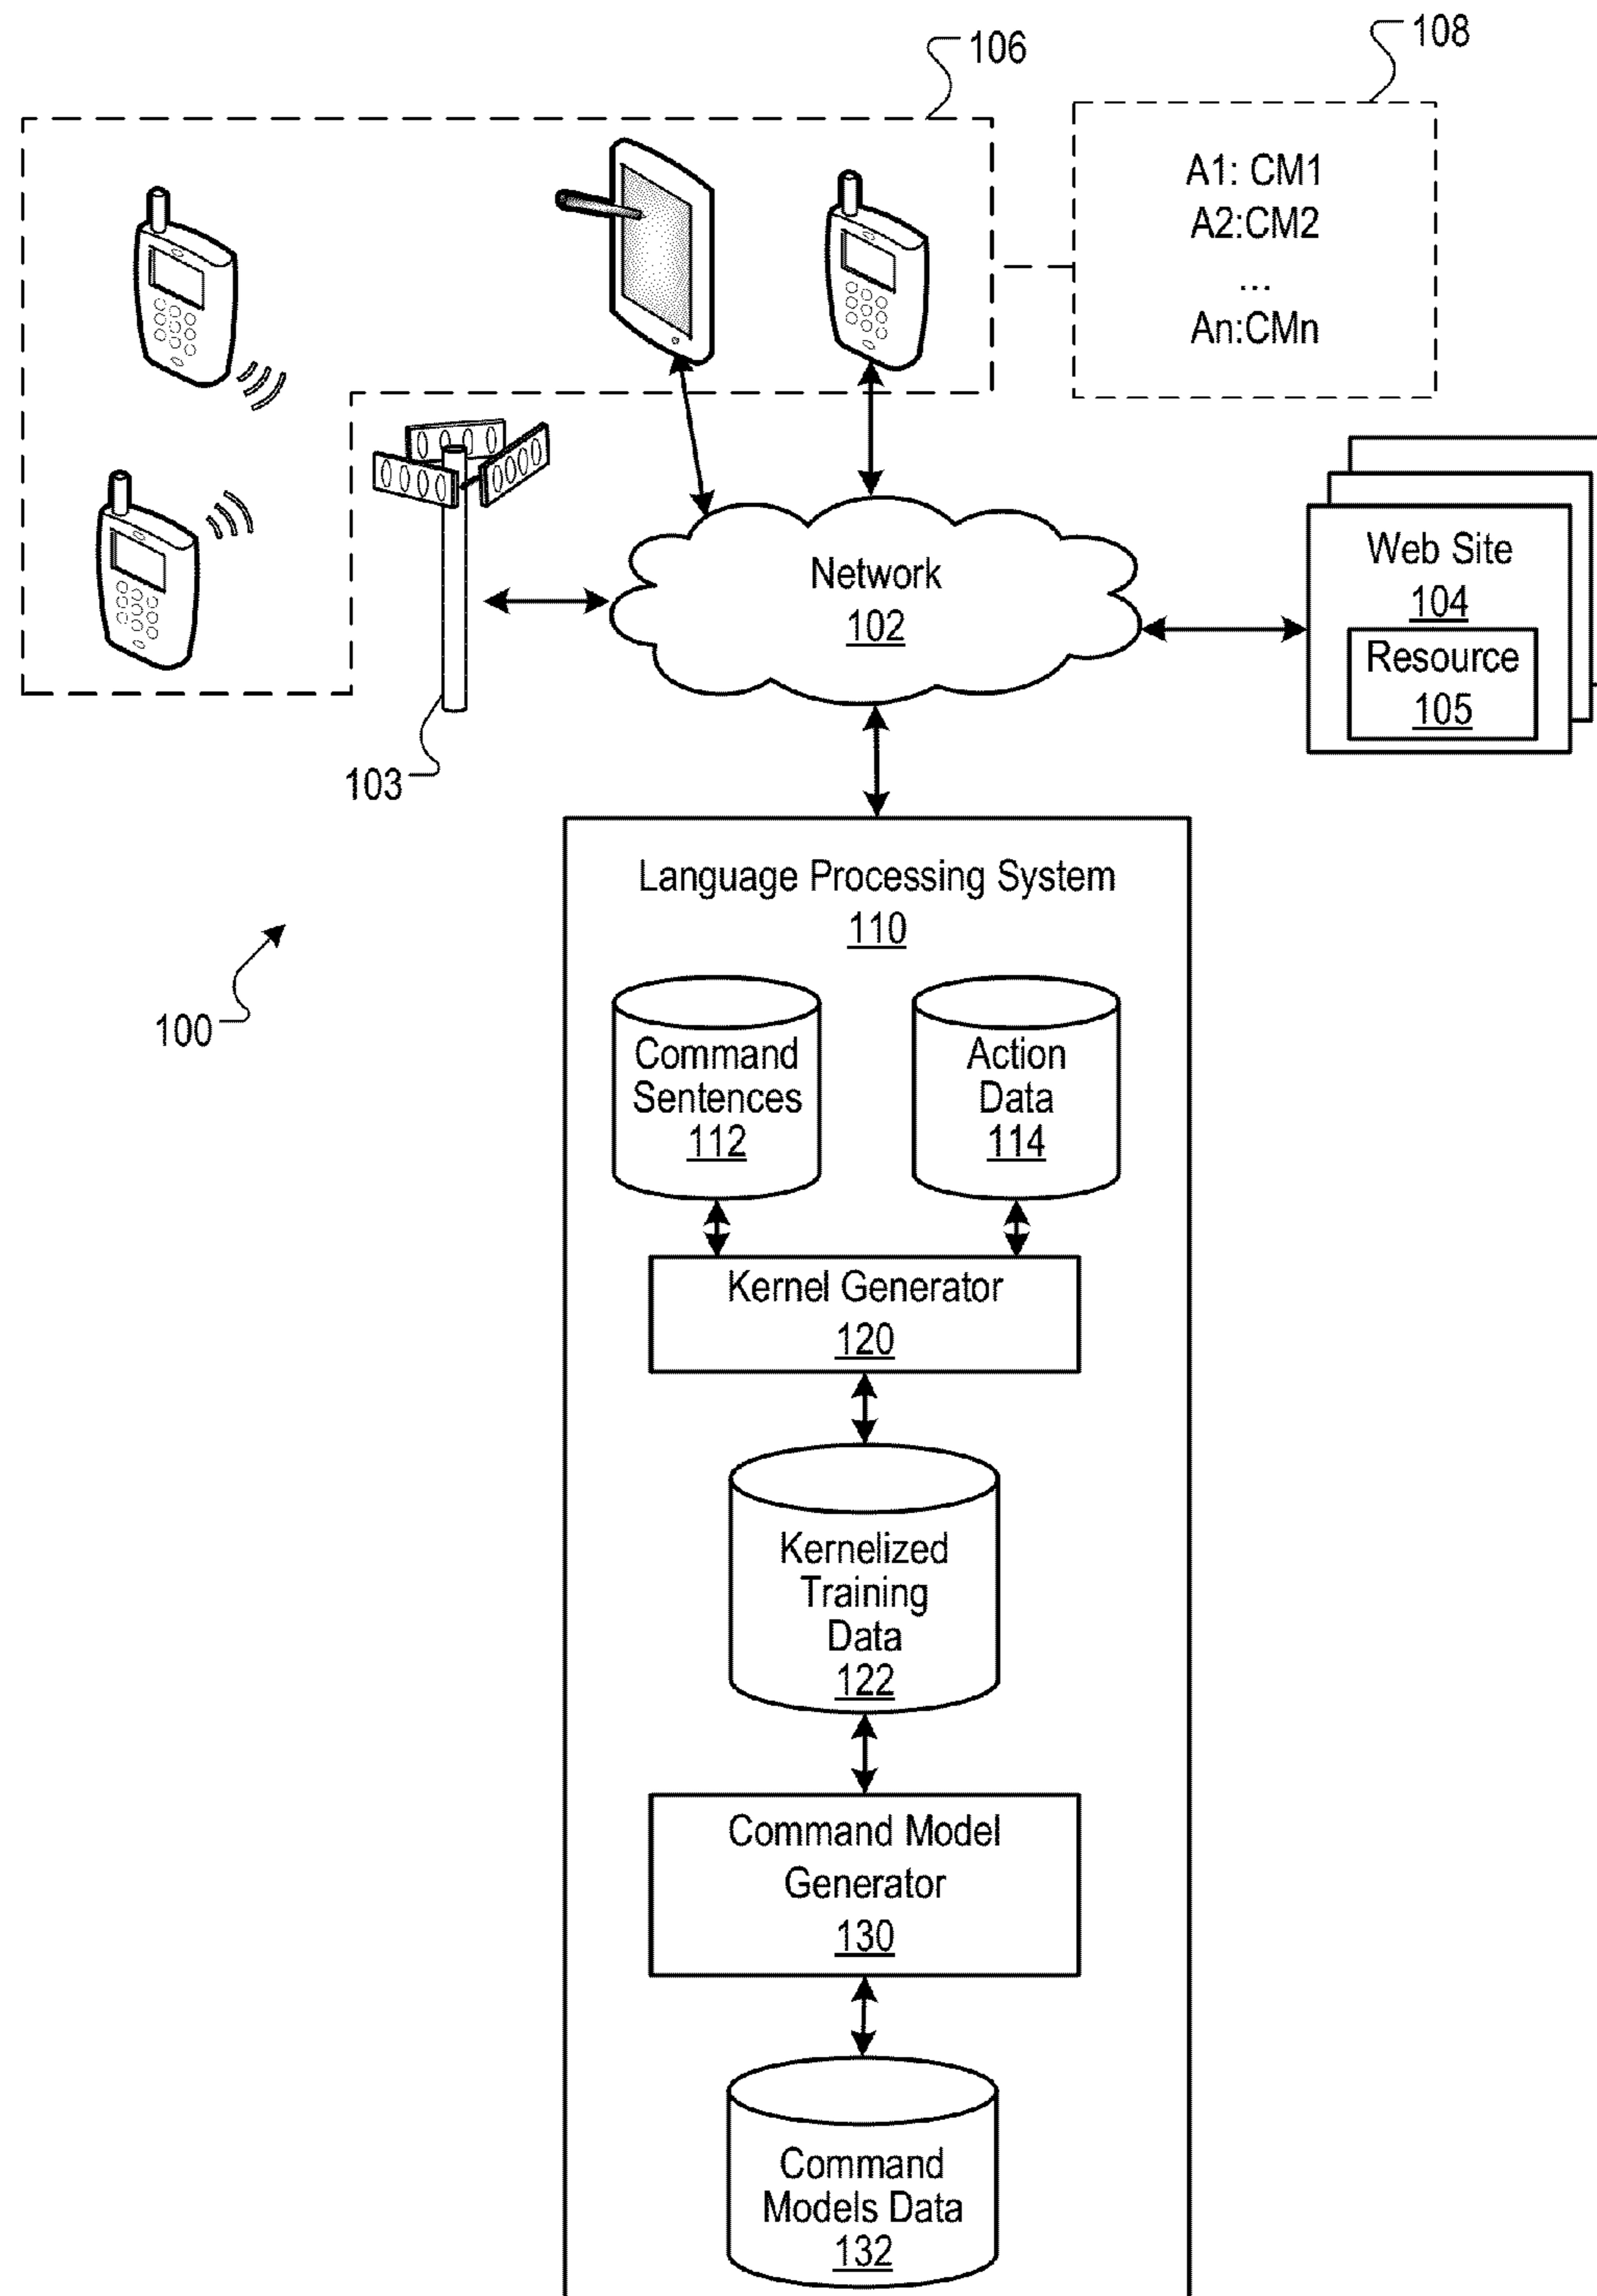 106
108
A1: CM1
A2:CM2
...
An:CMn
Network
102
Web Site
104
Resource
105
103
Language Processing System
110
100
Command
Sentences
112
Action
Data
114
Kernel Generator
120
Kernelized
Training
Data
122
Command Model
Generator
130
Command
Models Data
132